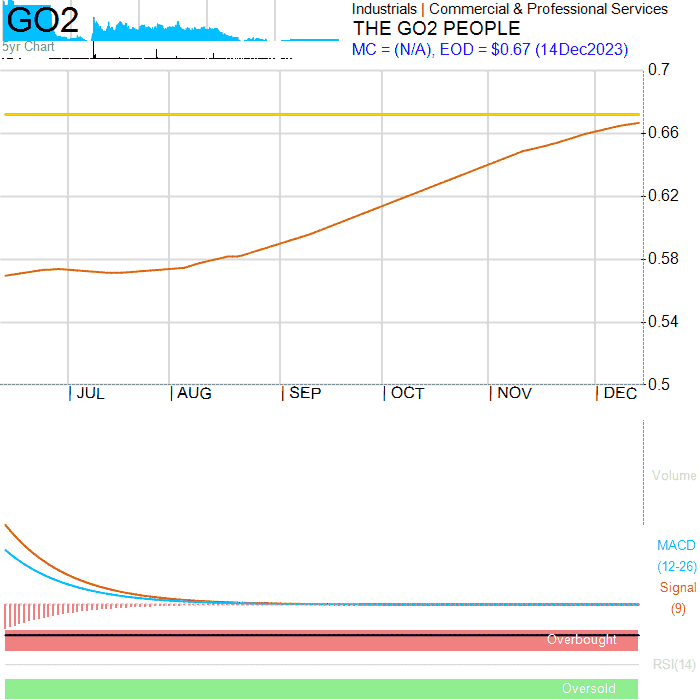 GO2
5yr Chart
Industrials | Commercial & Professional Services
THE GO2 PEOPLE
MC = (N/A), EOD = $0.67 (14Dec2023)
0.7
0.66
0.62
0.58
0.54
0.5
| JUL | AUG | SEP | OCT | NOV | DEC
Volume
MACD
(12-26)
Signal
(9)
Overbought
RSI(14)
Oversold